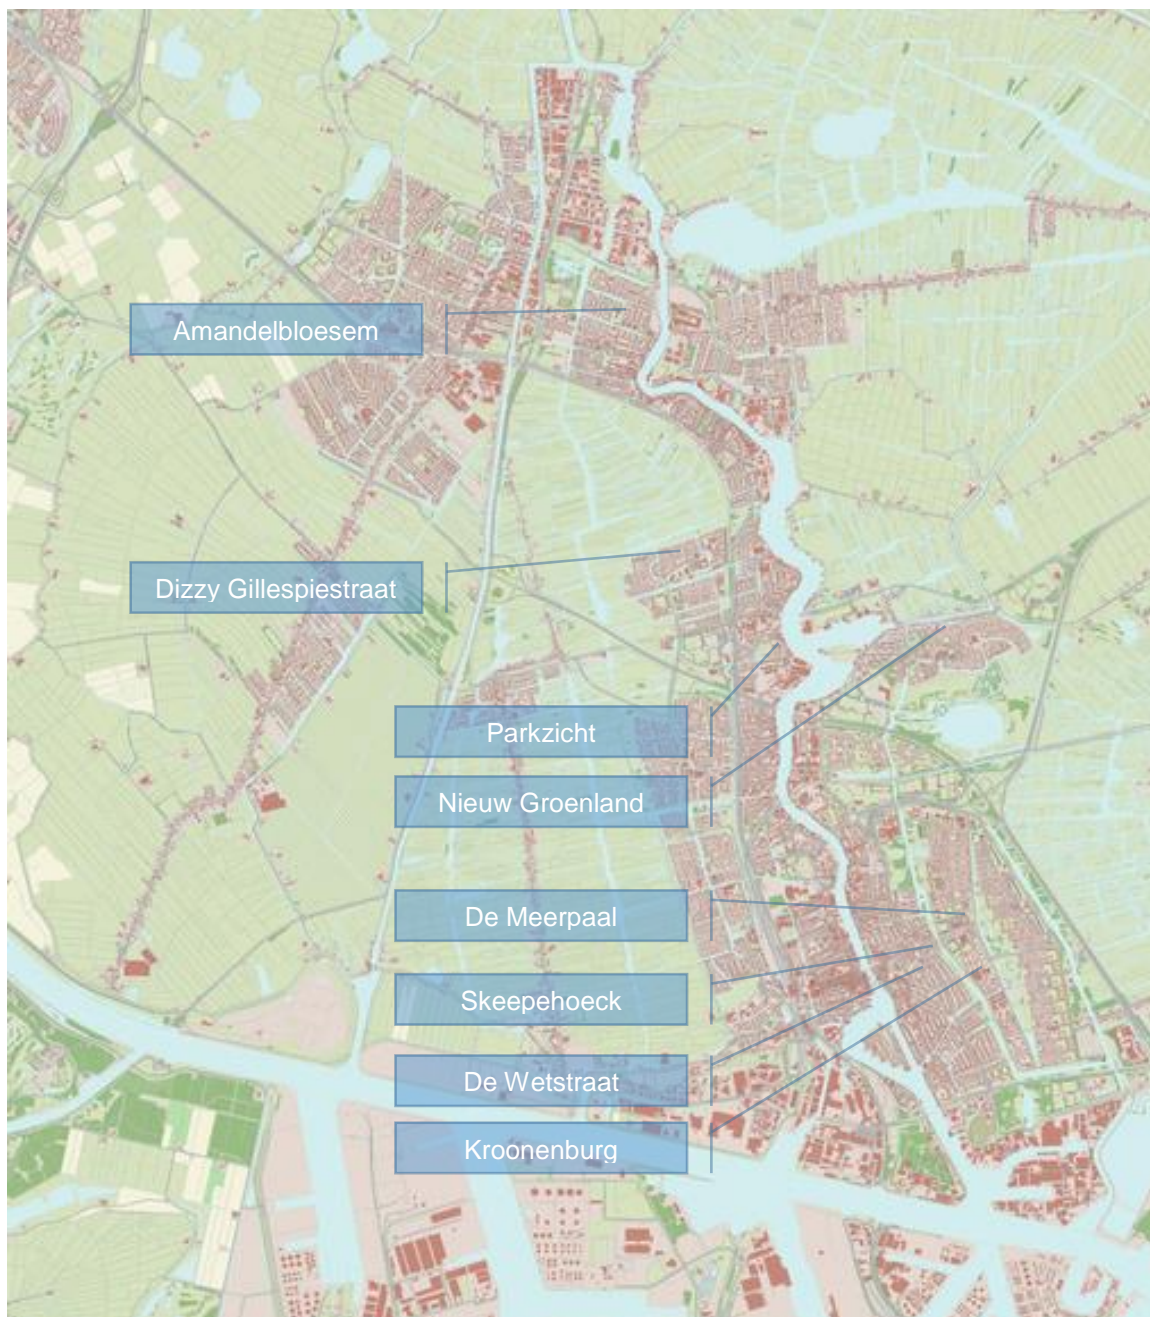 Amandelbloesem
Dizzy Gillespiestraat
Parkzicht
Nieuw Groenland
De Meerpaal
Skeepehoeck
De Wetstraat
Kroonenburg